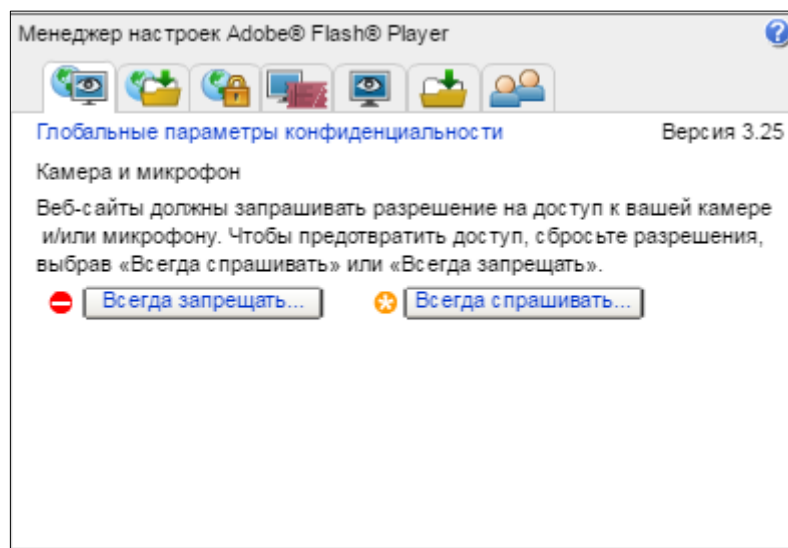 Менеджер настроек Adobe® Flash® Player
?
Глобальные параметры конфиденциальности Версия 3.25
Камера и микрофон
Веб-сайты должны запрашивать разрешение на доступ к вашей камере
и/или микрофону. Чтобы предотвратить доступ, сбросьте разрешения,
выбрав «Всегда спрашивать» или «Всегда запрещать».
Всегда запрещать... Всегда спрашивать...